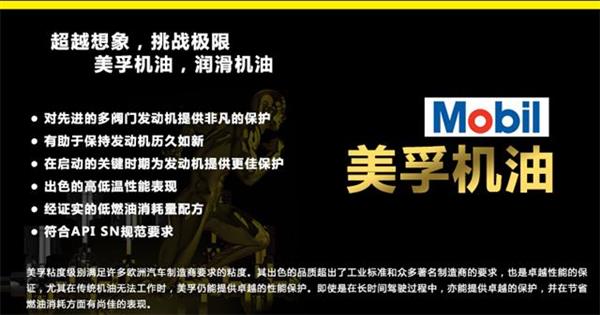 超越想象，挑战极限
美孚机油，润滑机油
● 对先进的多阀门发动机提供非凡的保护
● 有助于保持发动机历久如新
● 在启动的关键时期为发动机提供更佳保护
● 出色的高低温性能表现
● 经证实的低燃油消耗量配方
● 符合API SN规范要求
Mobil
美孚机油
美孚粘度级别满足许多欧洲汽车制造商要求的粘度。其出色的品质超出了工业标准和众多著名制造商的要求，也是卓越性能的保
证，尤其在传统机油无法工作时，美孚仍能提供卓越的性能保护。即使是在长时间驾驶过程中，亦能提供卓越的保护，并在节省
燃油消耗方面有尚佳的表现。